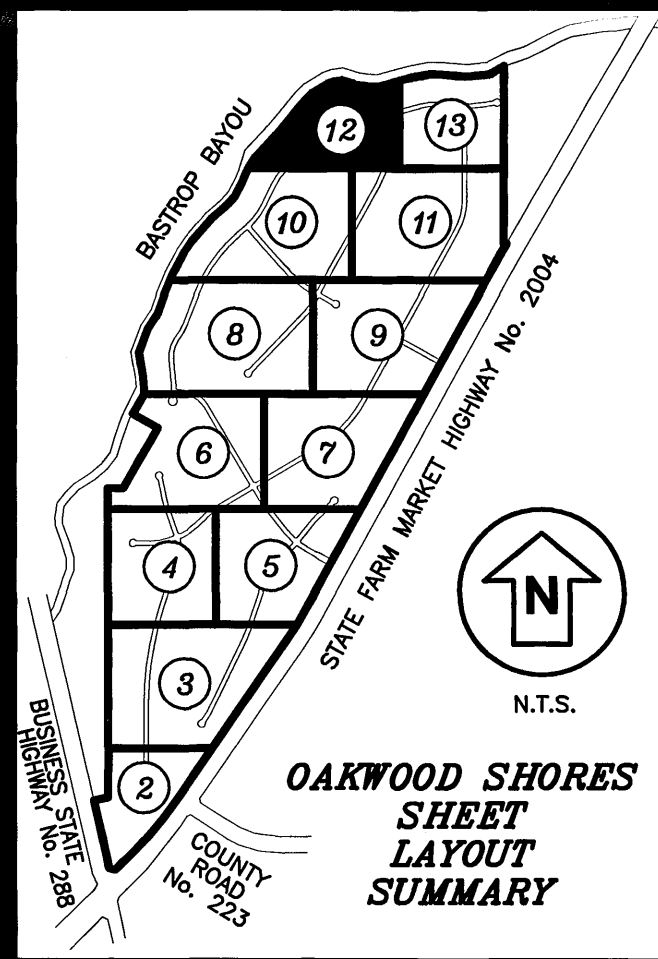 BASTROP BAYOU
12
13
10
11
8
9
6
7
4
5
3
2
STATE FARM MARKET HIGHWAY No. 2004
N
N.T.S.
BUSINESS STATE
HIGHWAY No. 288
COUNTY
ROAD
No. 223
OAKWOOD SHORES
SHEET
LAYOUT
SUMMARY